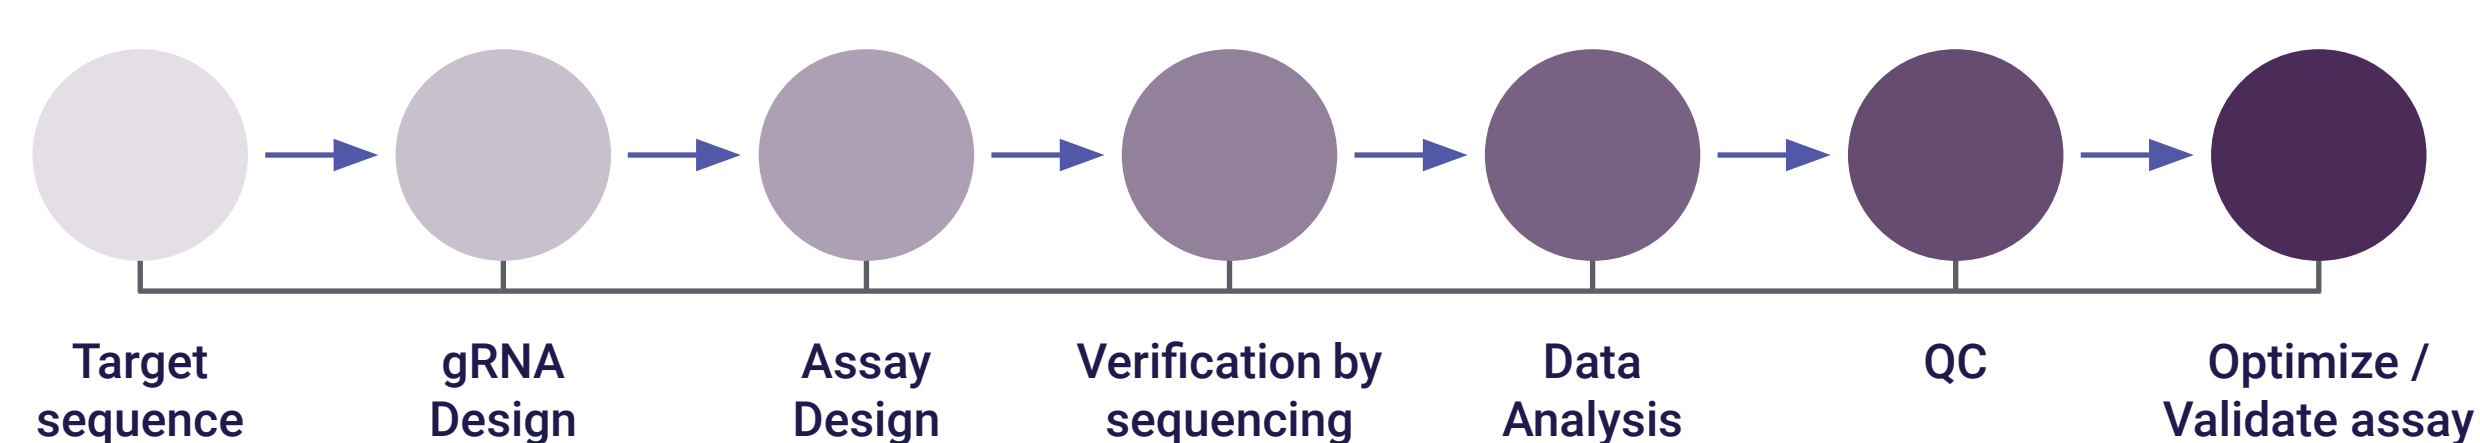 Target
sequence
gRNA
Design
Assay
Design
Verification by
sequencing
Data
Analysis
QC
Optimize /
Validate assay